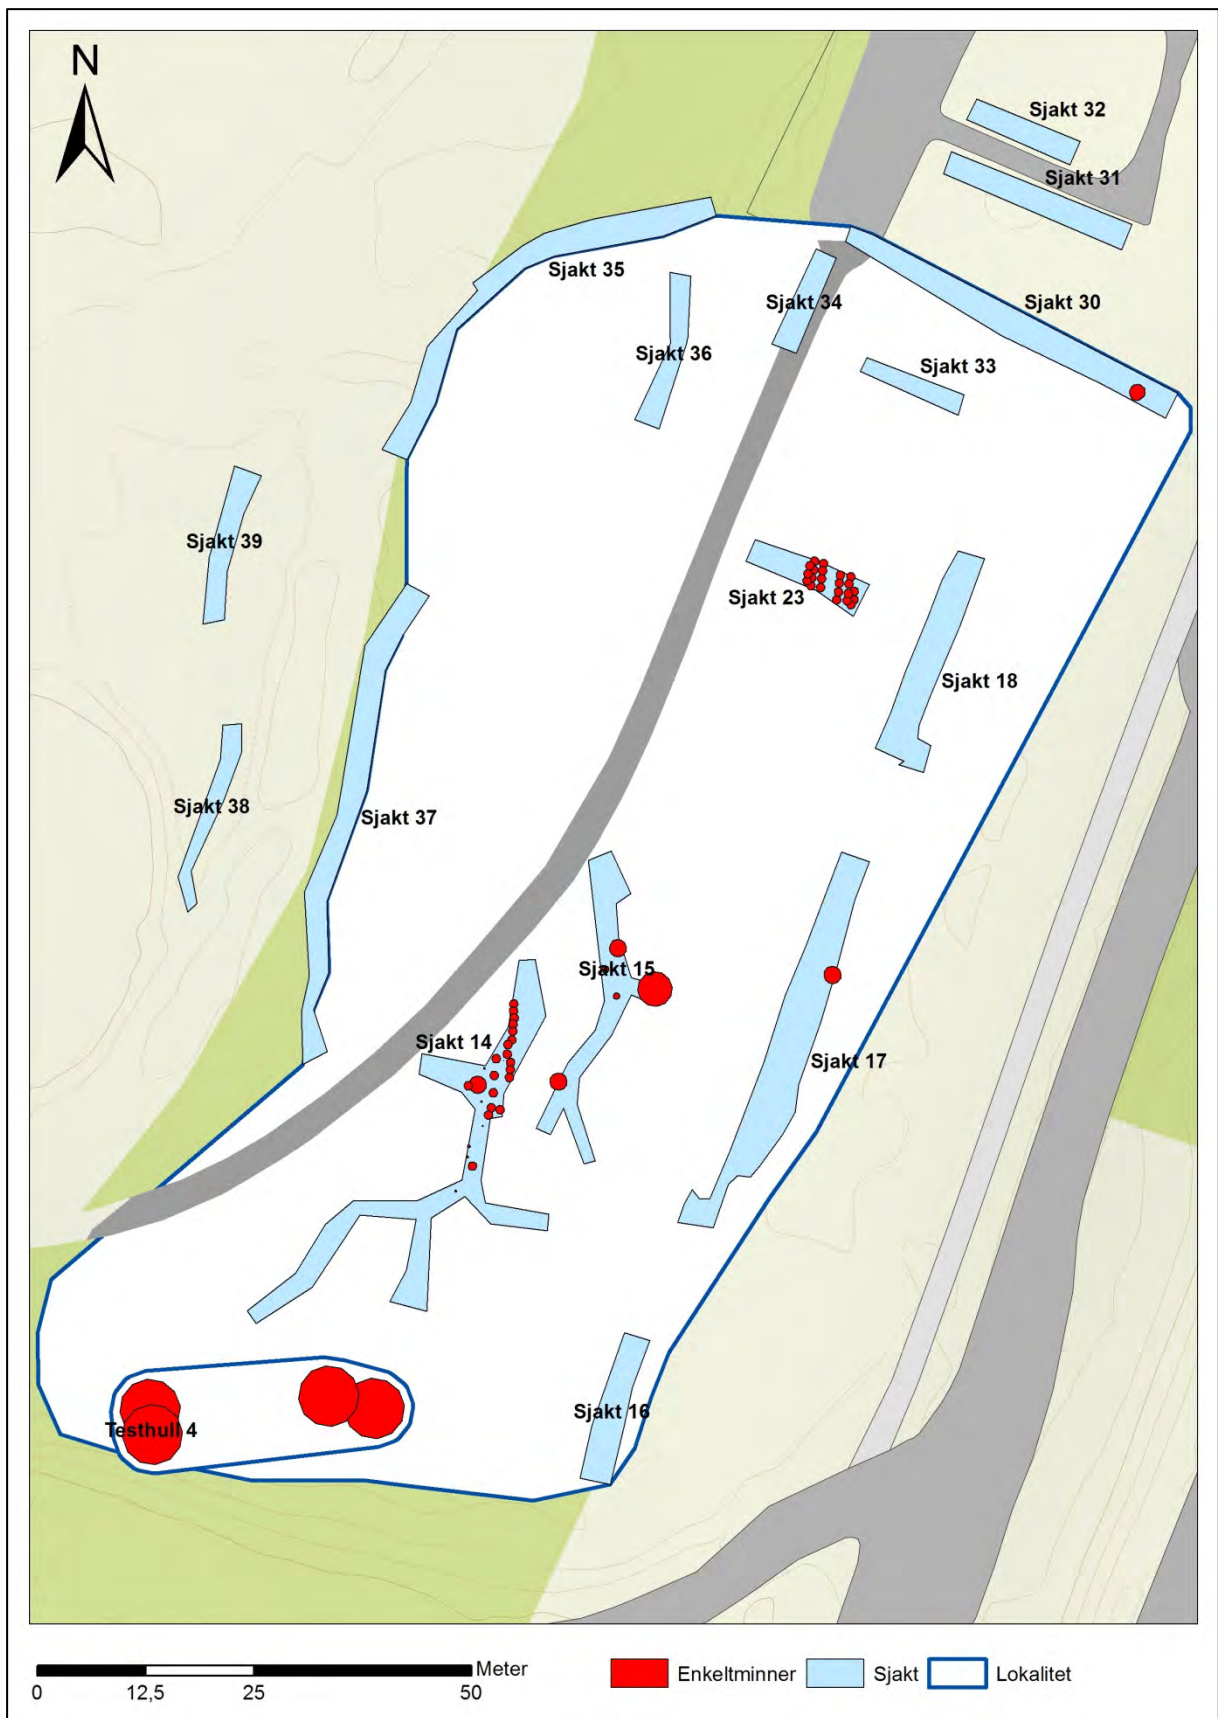 N
Sjakt 32
Sjakt 31
Sjakt 35
Sjakt 34
Sjakt 30
Sjakt 36
Sjakt 33
Sjakt 39
Sjakt 23
Sjakt 18
Sjakt 38
Sjakt 37
Sjakt 15
Sjakt 14
Sjakt 17
Sjakt 16
Testhull 4
Meter
0 12,5 25 50
Enkeltminner
Sjakt
Lokalitet